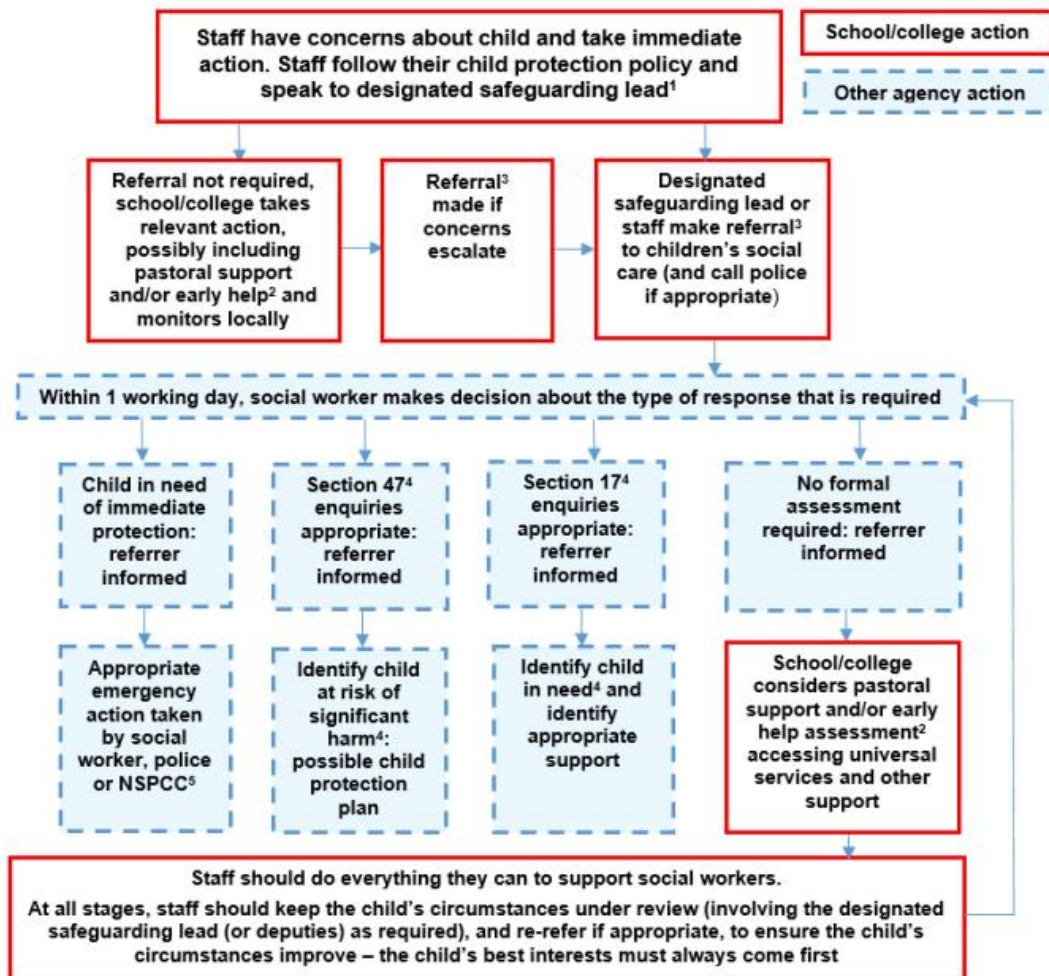 Staff have concerns about child and take immediate
action. Staff follow their child protection policy and
speak to designated safeguarding lead¹
School/college action
Other agency action
Referral not required,
school/college takes
relevant action,
possibly including
pastoral support
and/or early help² and
monitors locally
Referral³
made if
concerns
escalate
Designated
safeguarding lead or
staff make referral³
to children’s social
care (and call police
if appropriate)
Within 1 working day, social worker makes decision about the type of response that is required
Child in need
of immediate
protection:
referrer
informed
Section 47⁴
enquiries
appropriate:
referrer
informed
Section 17⁴
enquiries
appropriate:
referrer
informed
No formal
assessment
required: referrer
informed
Appropriate
emergency
action taken
by social
worker, police
or NSPCC⁵
Identify child
at risk of
significant
harm⁴:
possible child
protection
plan
Identify child
in need⁴ and
identify
appropriate
support
School/college
considers pastoral
support and/or early
help assessment²
accessing universal
services and other
support
Staff should do everything they can to support social workers.
At all stages, staff should keep the child’s circumstances under review (involving the designated
safeguarding lead (or deputies) as required), and re-refer if appropriate, to ensure the child’s
circumstances improve – the child’s best interests must always come first